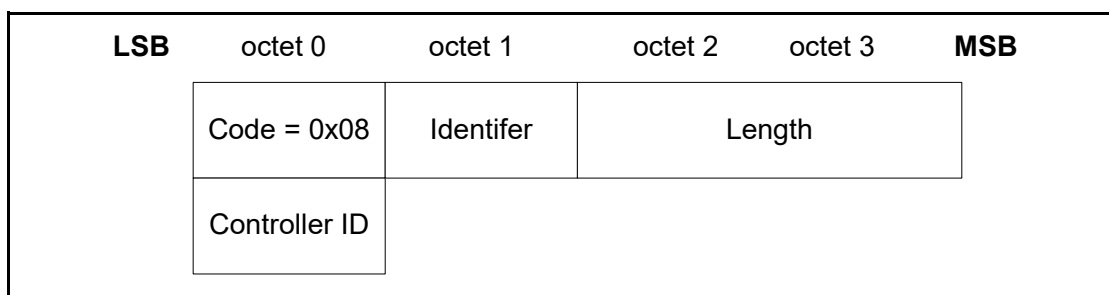 LSB octet 0 octet 1 octet 2 octet 3 MSB
Code = 0x08 Identifer Length
Controller ID